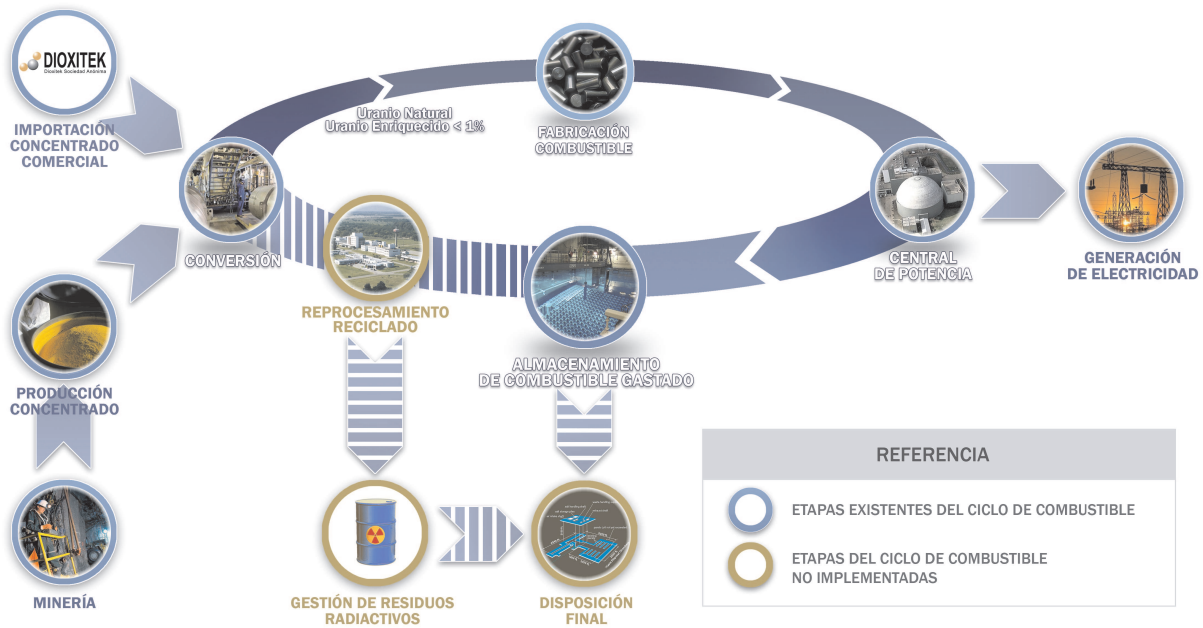 DIOXITEK
Dioxitek Sociedad Anónima
IMPORTACIÓN
CONCENTRADO
COMERCIAL
Uranio Natural
Uranio Enriquecido < 1%
FABRICACIÓN
COMBUSTIBLE
CONVERSIÓN
CENTRAL
DE POTENCIA
GENERACIÓN
DE ELECTRICIDAD
REPROCESAMIENTO
RECICLADO
ALMACENAMIENTO
DE COMBUSTIBLE GASTADO
PRODUCCIÓN
CONCENTRADO
MINERÍA
GESTIÓN DE RESIDUOS
RADIACTIVOS
DISPOSICIÓN
FINAL
REFERENCIA
ETAPAS EXISTENTES DEL CICLO DE COMBUSTIBLE
ETAPAS DEL CICLO DE COMBUSTIBLE
NO IMPLEMENTADAS